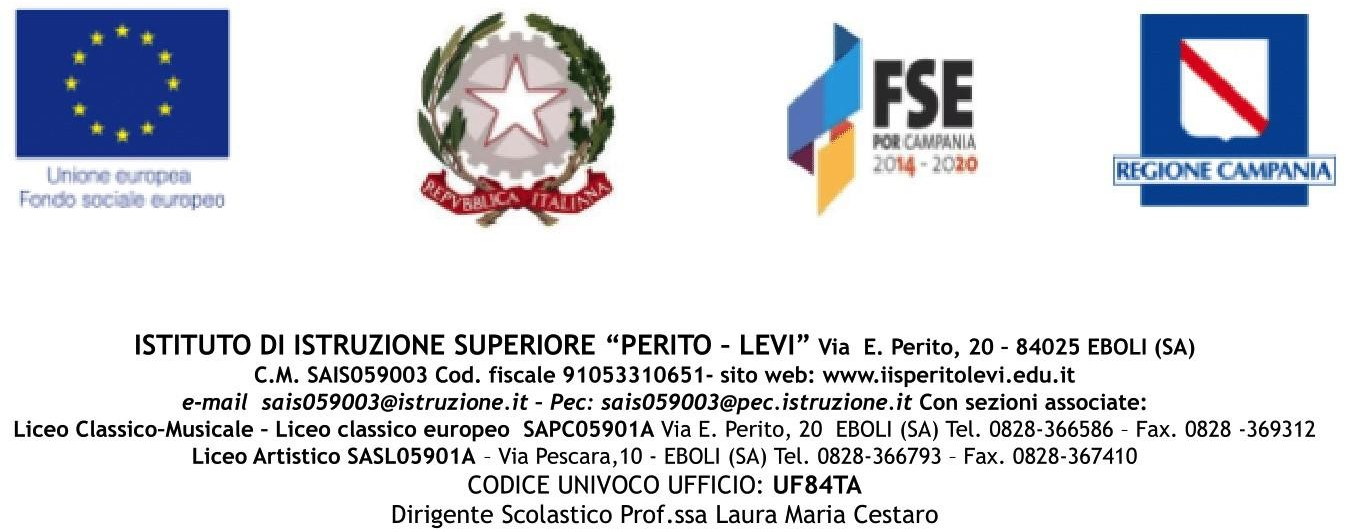 Unione europea
Fondo sociale europeo
REPVBBLICA ITALIANA
FSE
POR CAMPANIA
2014 - 2020
REGIONE CAMPANIA
ISTITUTO DI ISTRUZIONE SUPERIORE “PERITO – LEVI” Via E. Perito, 20 – 84025 EBOLI (SA)
C.M. SAIS059003 Cod. fiscale 91053310651- sito web: www.iisperitolevi.edu.it
e-mail sais059003@istruzione.it – Pec: sais059003@pec.istruzione.it Con sezioni associate:
Liceo Classico-Musicale – Liceo classico europeo SAPC05901A Via E. Perito, 20 EBOLI (SA) Tel. 0828-366586 – Fax. 0828 -369312
Liceo Artistico SASL05901A – Via Pescara,10 - EBOLI (SA) Tel. 0828-366793 – Fax. 0828-367410
CODICE UNIVOCO UFFICIO: UF84TA
Dirigente Scolastico Prof.ssa Laura Maria Cestaro